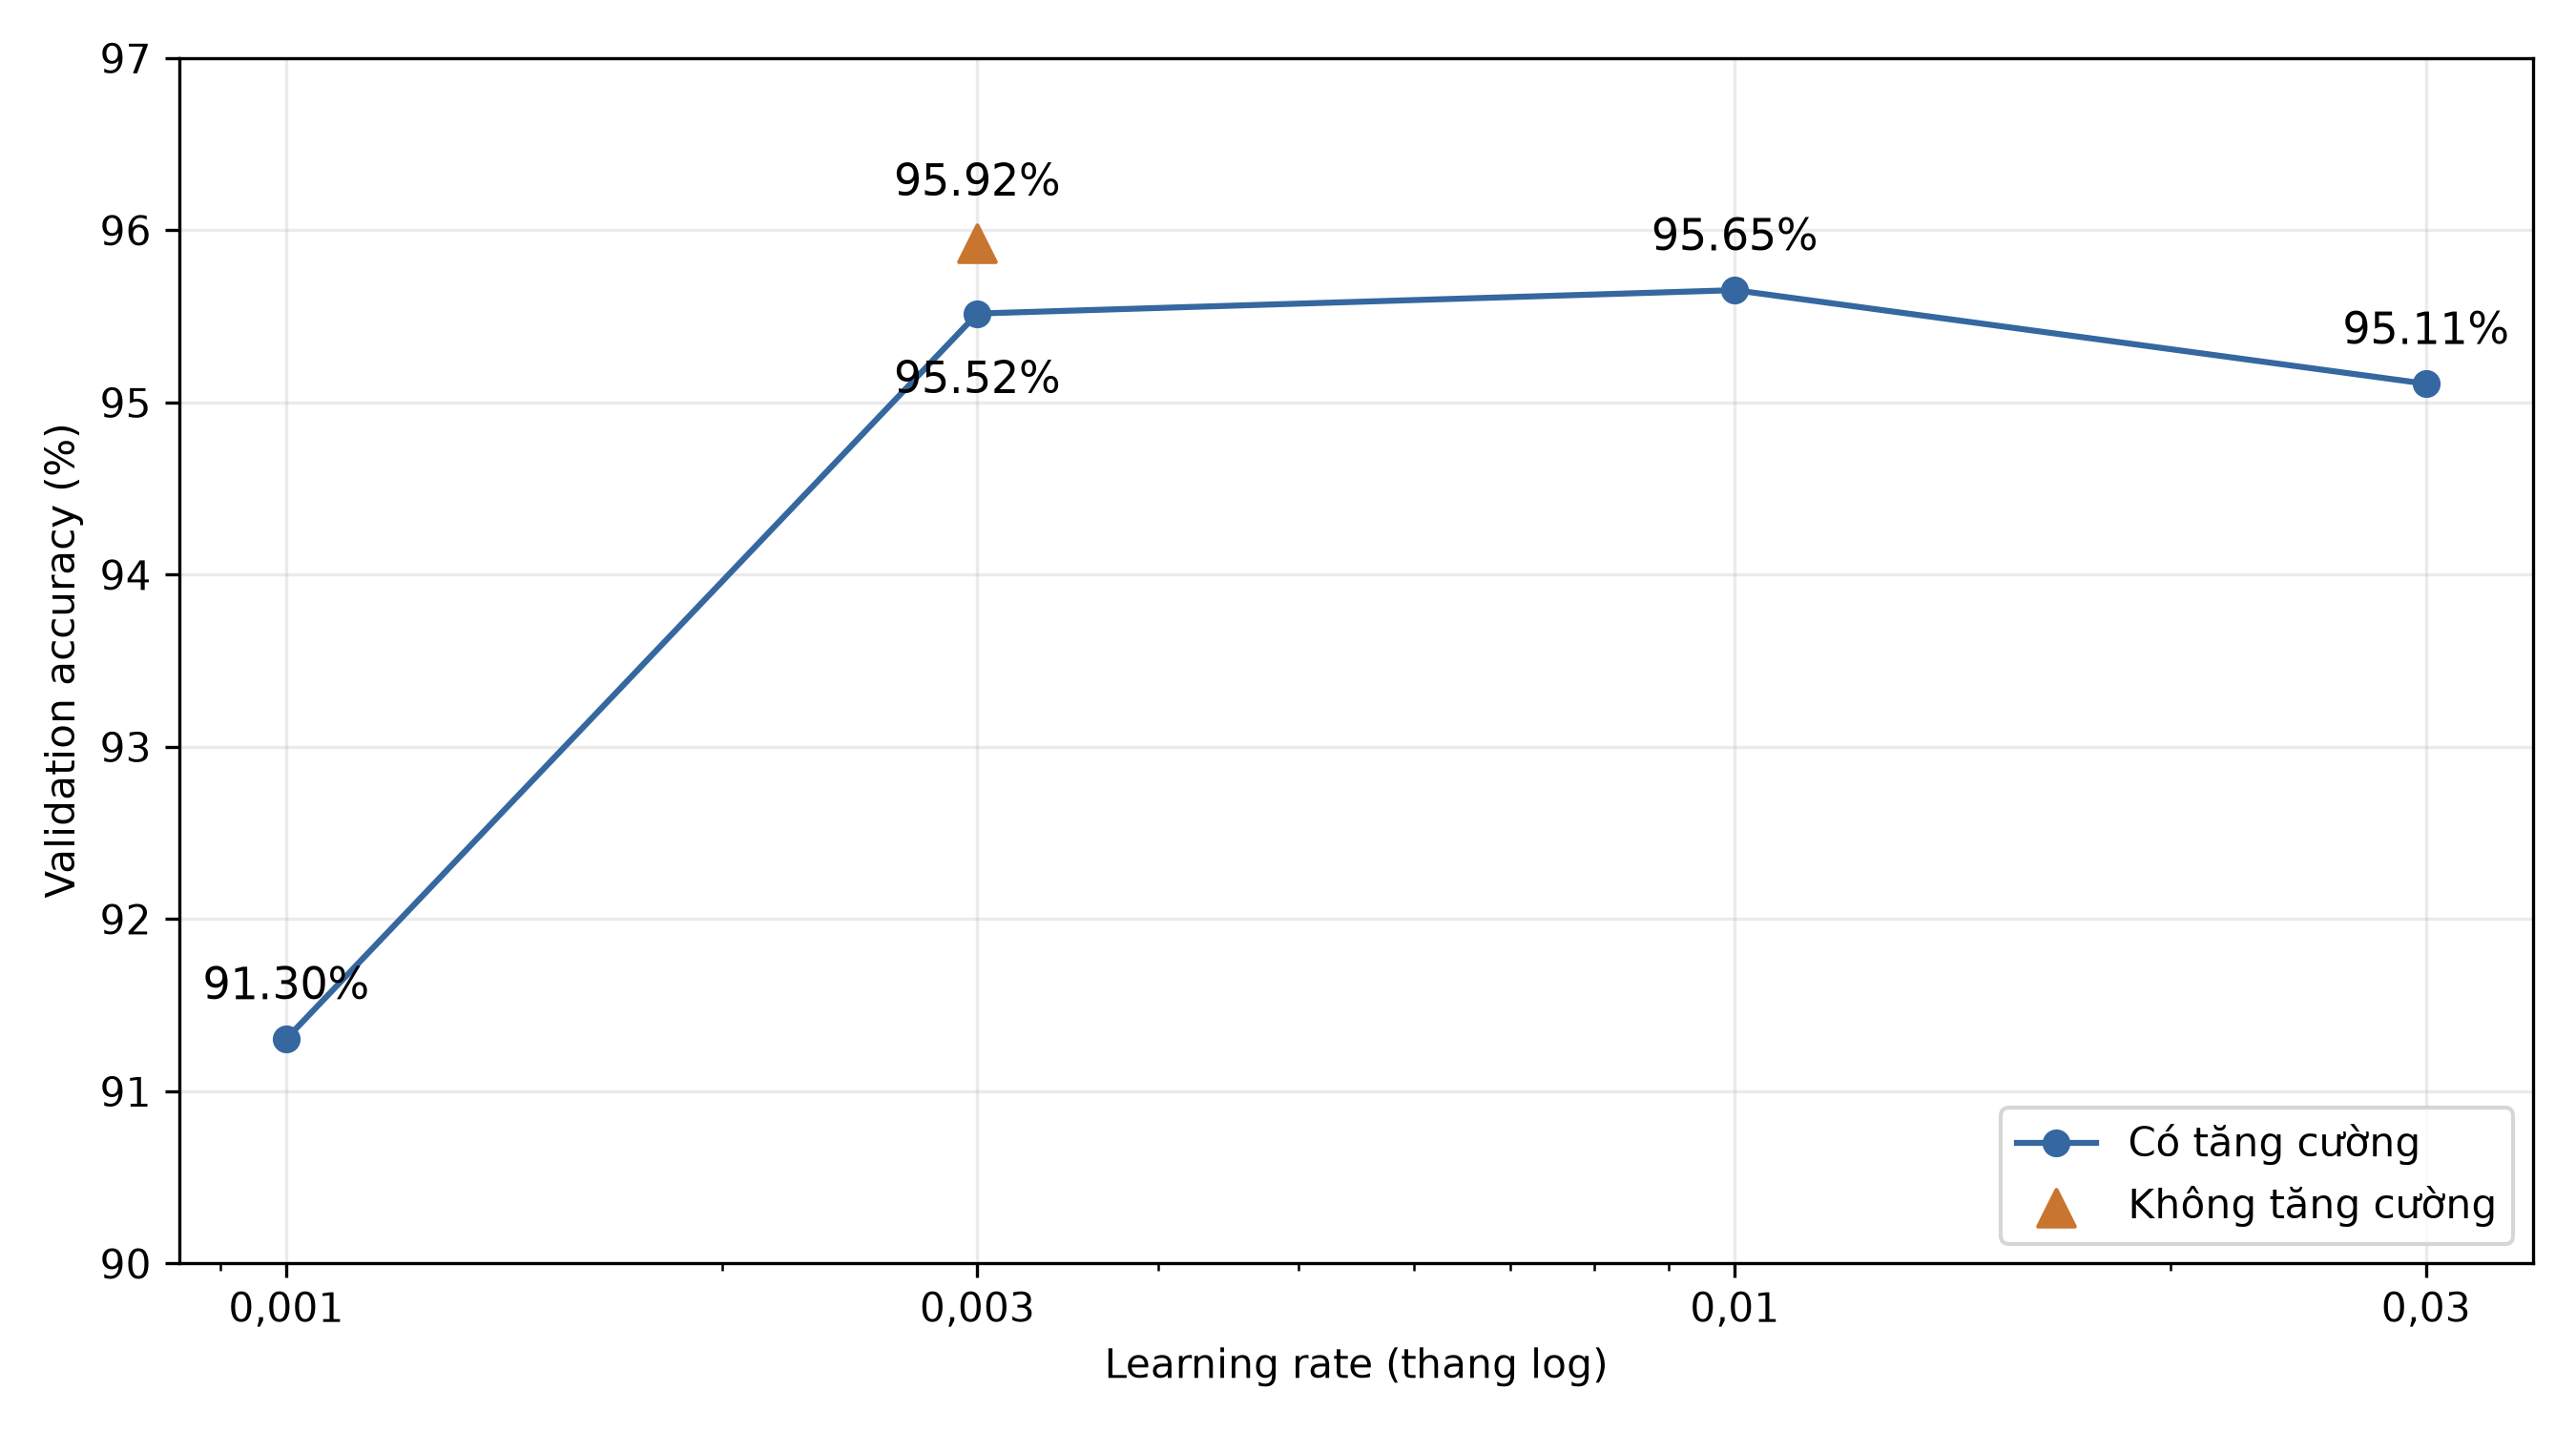 97
96
95
94
93
92
91
90
Validation accuracy (%)
95.92%
95.65%
95.11%
95.52%
91.30%
Có tăng cường
Không tăng cường
0,001 0,003 0,01 0,03
Learning rate (thang log)